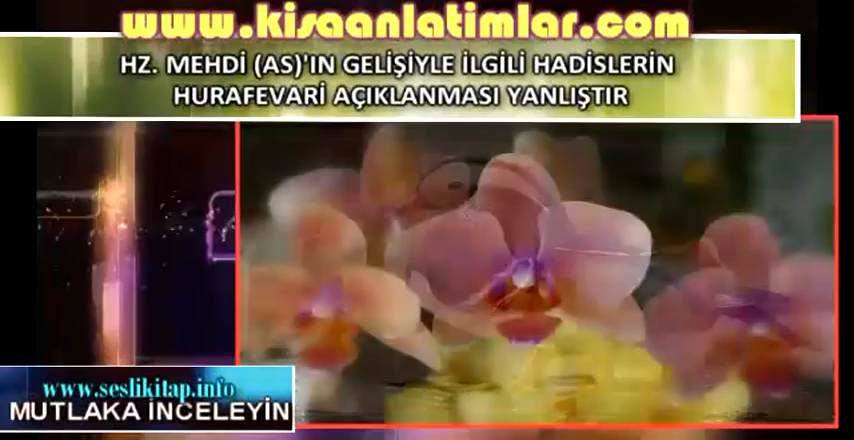 www.kisaanlatimlar.com
HZ. MEHDİ (AS)'IN GELİŞİYLE İLGİLİ HADİSLERİN
HURAFEVARİ AÇIKLANMASI YANLIŞTIR
www.seslikitap.info
MUTLAKA İNCELEYİN